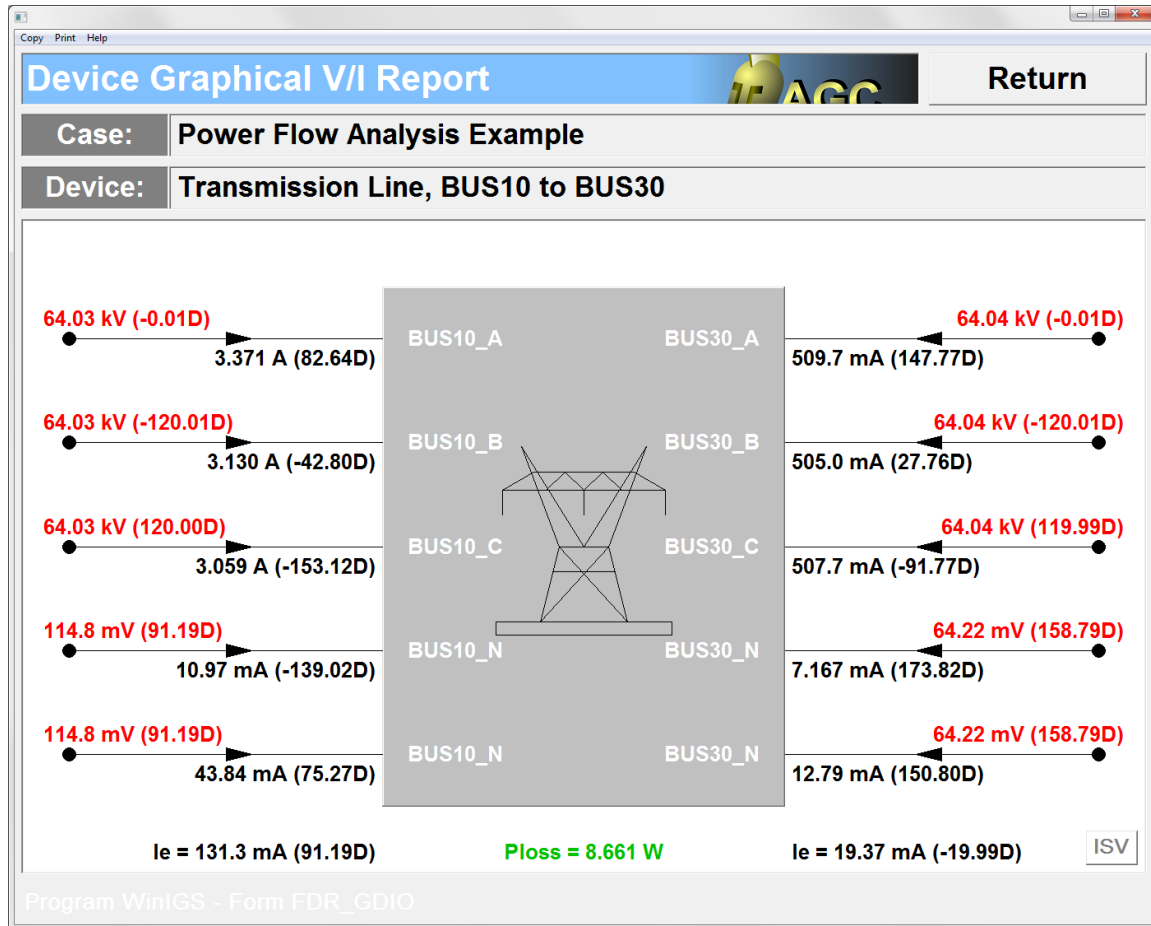 Copy Print Help
Device Graphical V/I Report
AGC
Return
Case: Power Flow Analysis Example
Device: Transmission Line, BUS10 to BUS30
64.03 kV (-0.01D) BUS10_A BUS30_A 64.04 kV (-0.01D)
3.371 A (82.64D) 509.7 mA (147.77D)
64.03 kV (-120.01D) BUS10_B BUS30_B 64.04 kV (-120.01D)
3.130 A (-42.80D) 505.0 mA (27.76D)
64.03 kV (120.00D) BUS10_C BUS30_C 64.04 kV (119.99D)
3.059 A (-153.12D) 507.7 mA (-91.77D)
114.8 mV (91.19D) BUS10_N BUS30_N 64.22 mV (158.79D)
10.97 mA (-139.02D) 7.167 mA (173.82D)
114.8 mV (91.19D) BUS10_N BUS30_N 64.22 mV (158.79D)
43.84 mA (75.27D) 12.79 mA (150.80D)
Ie = 131.3 mA (91.19D) Ploss = 8.661 W Ie = 19.37 mA (-19.99D) ISV
Program WinIGS - Form FDR_GDIO